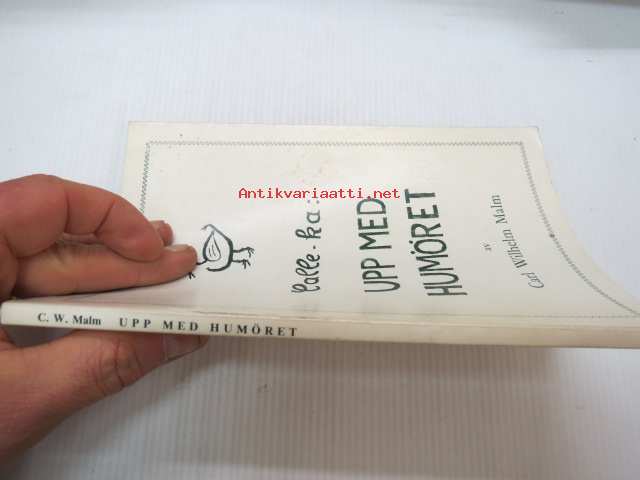 Antikvariaatti.net
Calle-ka:
UPP MED
HUMÖRET
av
Carl Wilhelm Malm
C. W. Malm UPP MED HUMÖRET